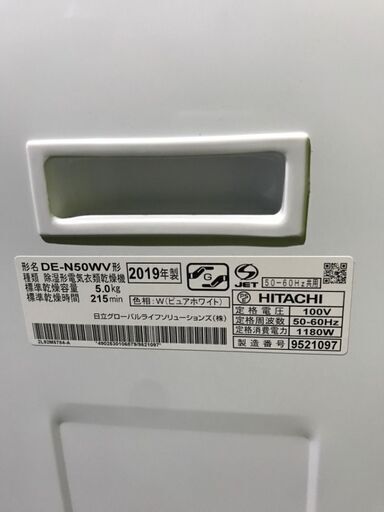 形名 DE-N50WV形
種類 除湿形電気衣類乾燥機
標準乾燥容量 5.0kg
標準乾燥時間 215min
2019年製
色相:W(ピュアホワイト)
G
S JET
50-60Hz共用
HITACHI
定格電圧 100V
定格周波数 50-60Hz
定格消費電力 1180W
製造番号 9521097
日立グローバルライフソリューションズ(株)